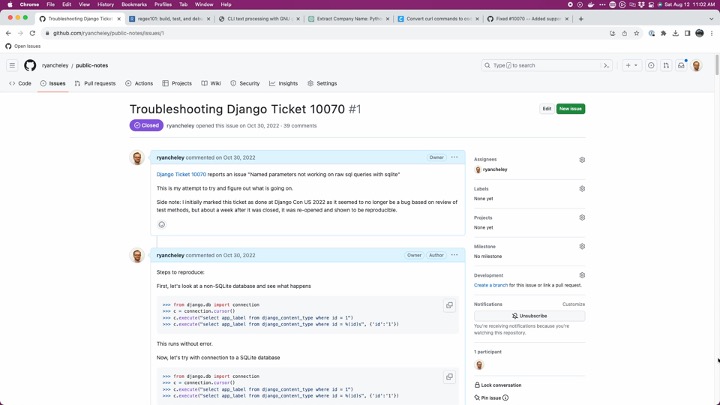 Chrome File Edit View History Bookmarks Profiles Tab Window Help
Sat Aug 12 11:02 AM
Troubleshooting Django Ticket
regex101: build, test, and deb
CLI text processing with GNU
Extract Company Name: Pyth
Convert curl commands to co
Fixed #10070 -- Added suppo
github.com/ryancheley/public-notes/issues/1
Open Issues
ryancheley / public-notes
Type / to search
Code Issues Pull requests Actions Projects Wiki Security Insights Settings
Troubleshooting Django Ticket 10070 #1
Edit New issue
Closed ryancheley opened this issue on Oct 30, 2022 · 39 comments
ryancheley commented on Oct 30, 2022 Owner ···
Django Ticket 10070 reports an issue "Named parameters not working on raw sql queries with sqlite"
This is my attempt to try and figure out what is going on.
Side note: I initially marked this ticket as done at Django Con US 2022 as it seemed to no longer be a bug based on review of
test methods, but about a week after it was closed, it was re-opened and shown to be reproducible.
ryancheley commented on Oct 30, 2022 Owner Author ···
Steps to reproduce:
First, let's look at a non-SQLite database and see what happens
>>> from django.db import connection
>>> c = connection.cursor()
>>> c.execute("select app_label from django_content_type where id = 1")
>>> c.execute("select app_label from django_content_type where id = %(id)s", {'id':'1'})
This runs without error.
Now, let's try with connection to a SQLite database
>>> from django.db import connection
>>> c = connection.cursor()
>>> c.execute("select app_label from django_content_type where id = 1")
>>> c.execute("select app_label from django_content_type where id = %(id)s", {'id':'1'})
Assignees
ryancheley
Labels
None yet
Projects
None yet
Milestone
No milestone
Development
Create a branch for this issue or link a pull request.
Notifications Customize
Unsubscribe
You're receiving notifications because you're
watching this repository.
1 participant
Lock conversation
Pin issue